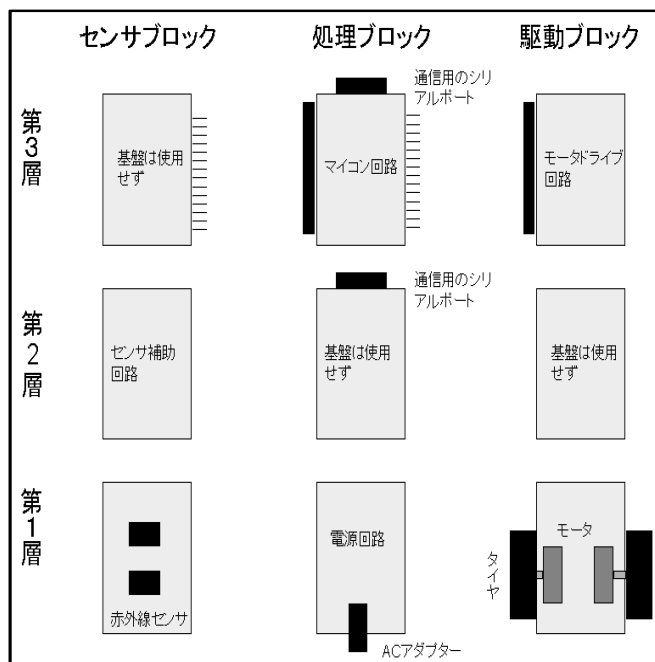 センサブロック
処理ブロック
駆動ブロック
第3層
基盤は使用
せず
通信用のシリ
アルポート
マイコン回路
モータドライブ
回路
第2層
センサ補助
回路
通信用のシリ
アルポート
基盤は使用
せず
基盤は使用
せず
第1層
赤外線センサ
電源回路
ACアダプター
タイヤ
モータ